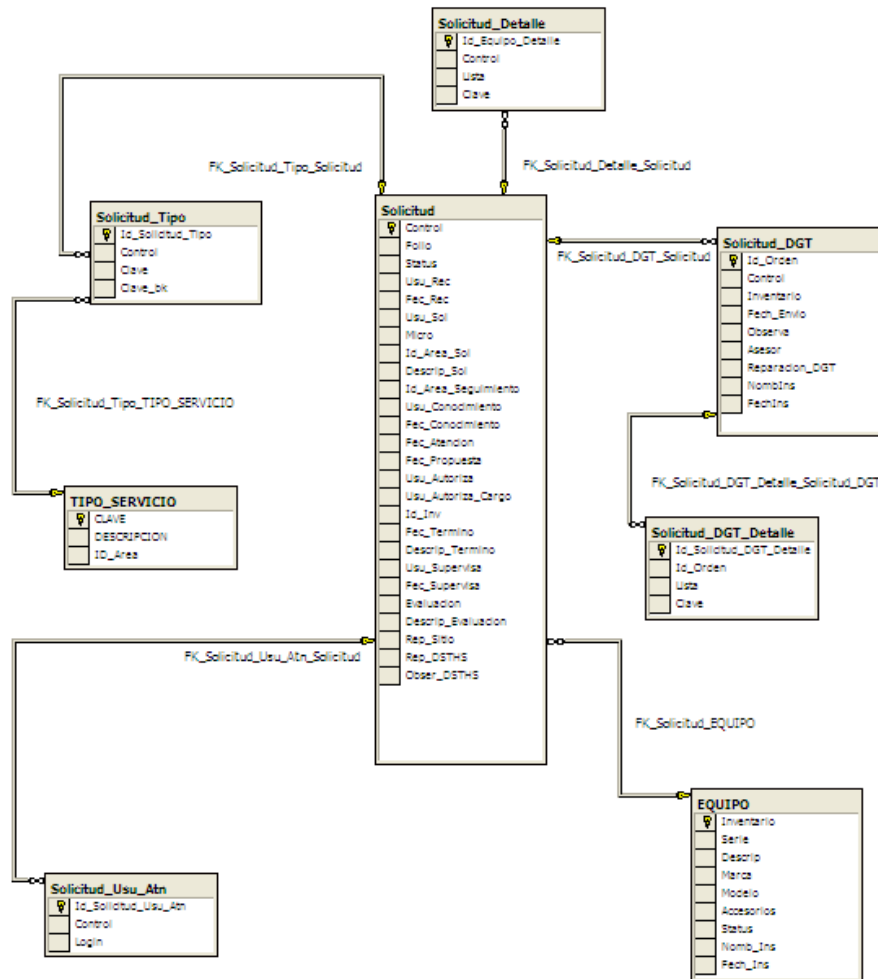 Solicitud_Detalle
Id_Equipo_Detalle
Control
Lista
Clave
FK_Solicitud_Tipo_Solicitud
FK_Solicitud_Detalle_Solicitud
Solicitud_Tipo
Id_Solicitud_Tipo
Control
Clave
Clave_bk
Solicitud
Control
Folio
Status
Usu_Rec
Fec_Rec
Usu_Sol
Micro
Id_Area_Sol
Descrip_Sol
Id_Area_Seguimiento
Usu_Conocimiento
Fec_Conocimiento
Fec_Atencion
Fec_Propuesta
Usu_Autoriza
Usu_Autoriza_Cargo
Id_Inv
Fec_Termino
Descrip_Termino
Usu_Supervisa
Fec_Supervisa
Evaluacion
Descrip_Evaluacion
Rep_Sitio
Rep_DSTHS
Obser_DSTHS
Solicitud_DGT
Id_Orden
Control
Inventario
Fech_Envio
Observa
Asesor
Reparacion_DGT
NombIns
FechIns
FK_Solicitud_DGT_Solicitud
FK_Solicitud_Tipo_TIPO_SERVICIO
FK_Solicitud_DGT_Detalle_Solicitud_DGT
TIPO_SERVICIO
CLAVE
DESCRIPCION
ID_Area
Solicitud_DGT_Detalle
Id_Solicitud_DGT_Detalle
Id_Orden
Lista
Clave
FK_Solicitud_Usu_Atn_Solicitud
FK_Solicitud_EQUIPO
EQUIPO
Inventario
Serie
Descrip
Marca
Modelo
Accesorios
Status
Nomb_Ins
Fech_Ins
Solicitud_Usu_Atn
Id_Solicitud_Usu_Atn
Control
Login